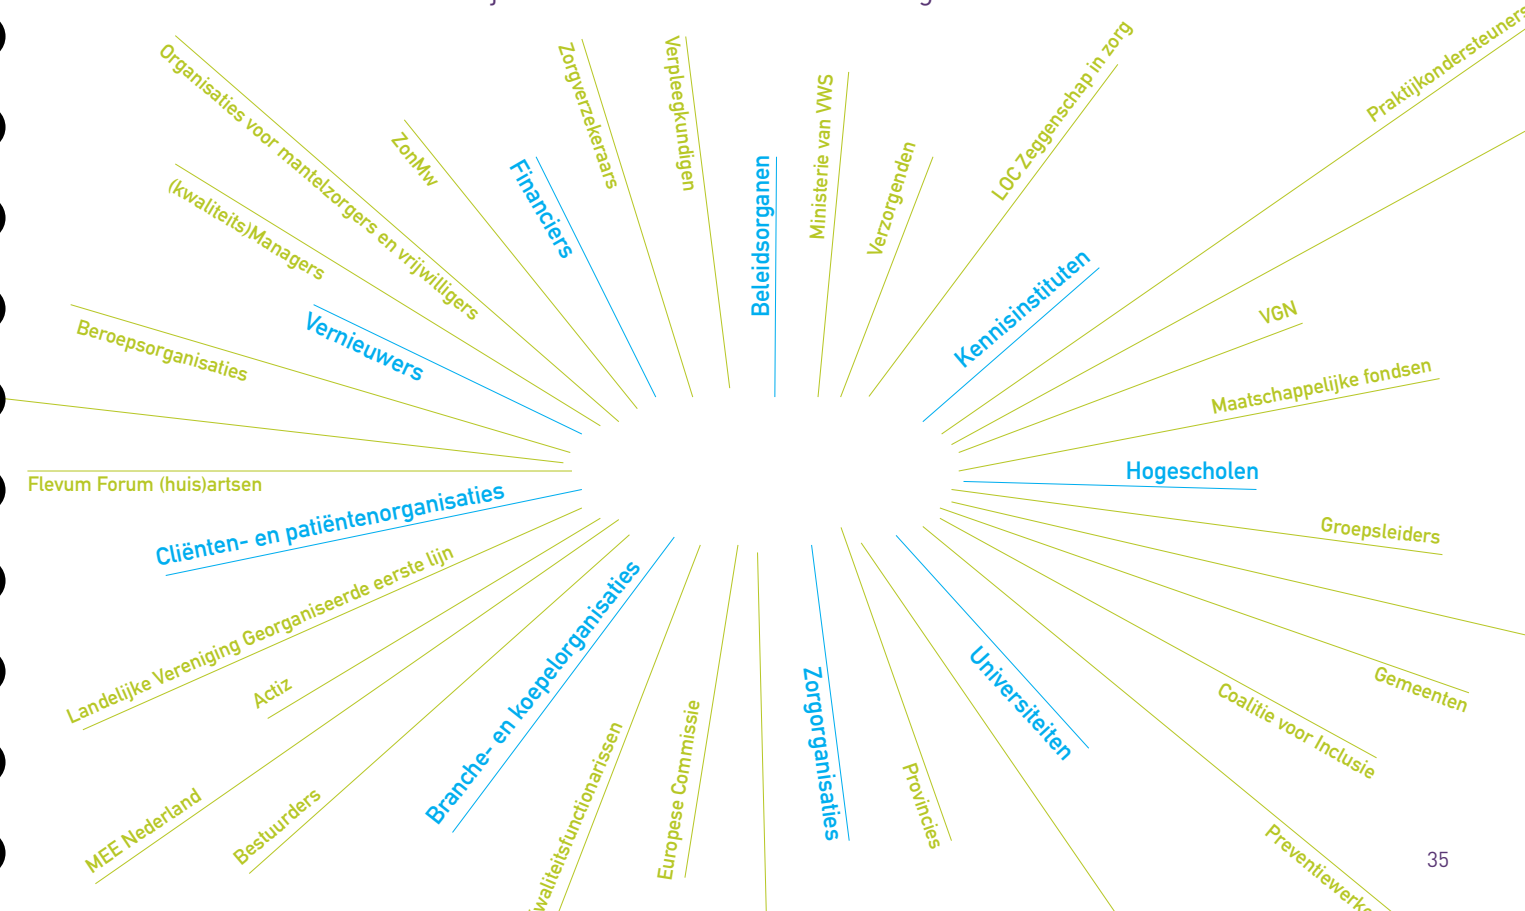 Organisaties voor mantelzorgers en vrijwilligers
(kwaliteits)Managers
ZonMw
Financiers
Zorgverzekeraars
Verpleegkundigen
Beleidsorganen
Ministerie van VWS
Verzorgenden
LOC Zeggenschap in zorg
Kennisinstituten
Praktijkondersteuners
VGN
Maatschappelijke fondsen
Hogescholen
Groepsleiders
Gemeenten
Coalitie voor Inclusie
Universiteiten
Provincies
Zorgorganisaties
Europese Commissie
Branche- en koepelorganisaties
Bestuurders
MEE Nederland
Actiz
Landelijke Vereniging Georganiseerde eerste lijn
Cliënten- en patiëntenorganisaties
Flevum Forum (huis)artsen
Beroepsorganisaties
Vernieuwers
35